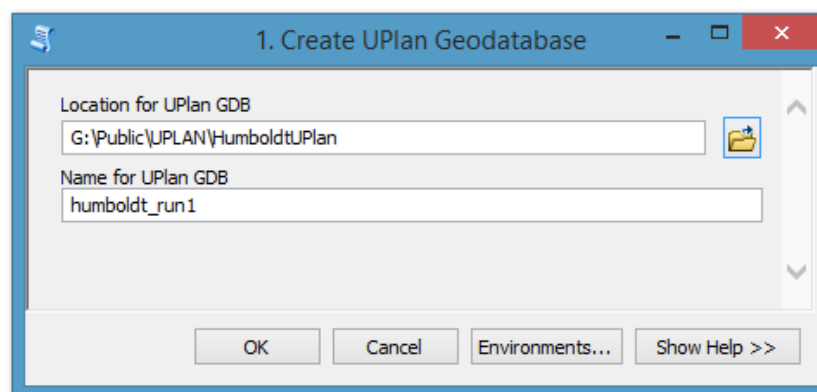 1. Create UPlan Geodatabase
Location for UPlan GDB
G:\Public\UPLAN\HumboldtUPlan
Name for UPlan GDB
humboldt_run1
OK Cancel Environments... Show Help >>